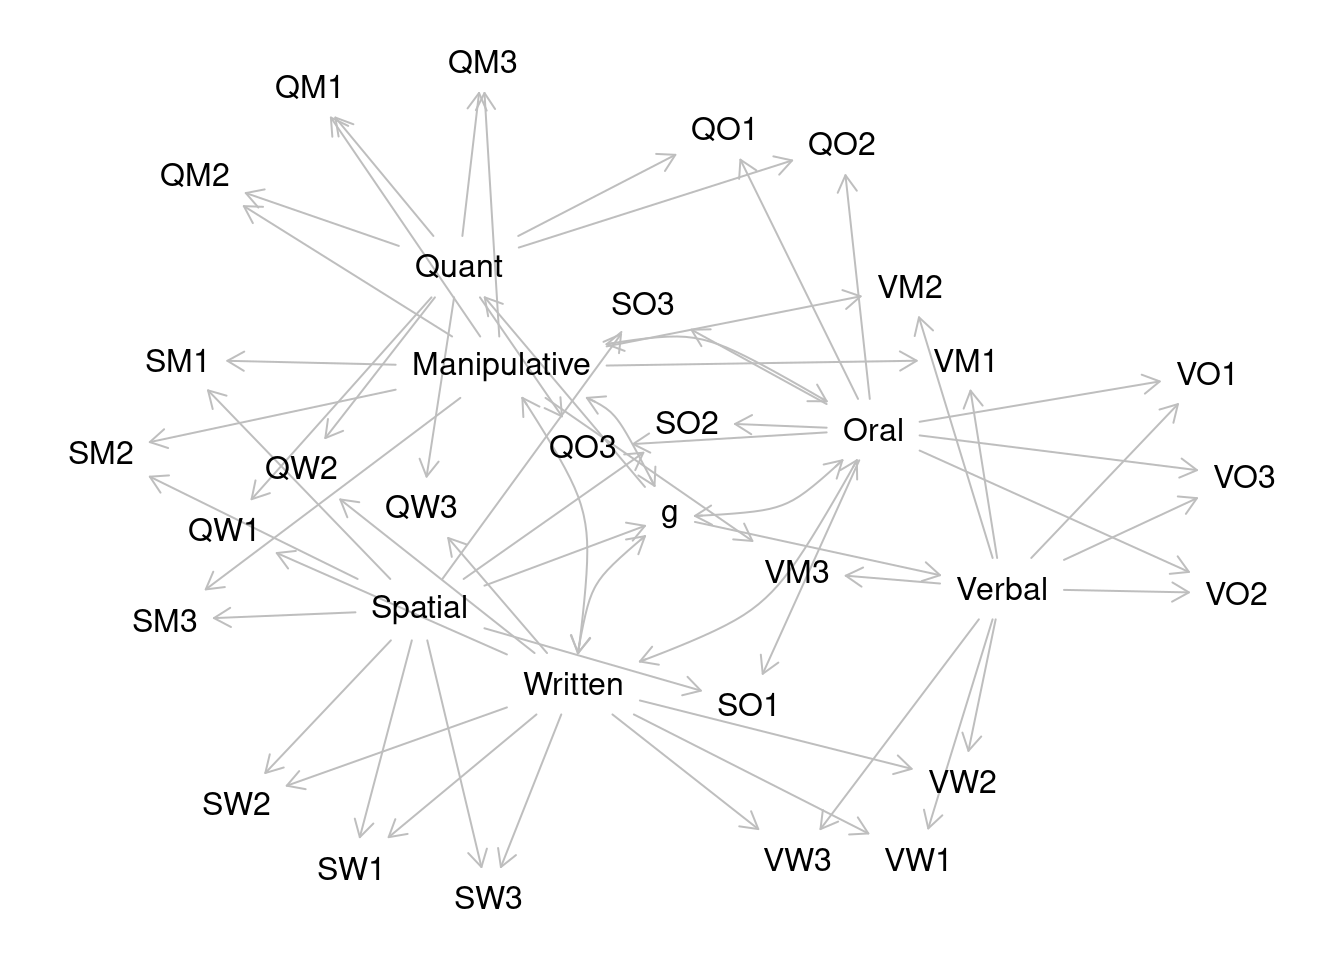 QM3
QM1
QO1
QO2
QM2
Quant
VM2
SO3
SM1
Manipulative
VM1
VO1
SO2
Oral
QO3
SM2
QW2
VO3
QW3
g
QW1
VM3
Verbal
VO2
Spatial
SM3
Written
SO1
VW2
SW2
VW3
VW1
SW1
SW3